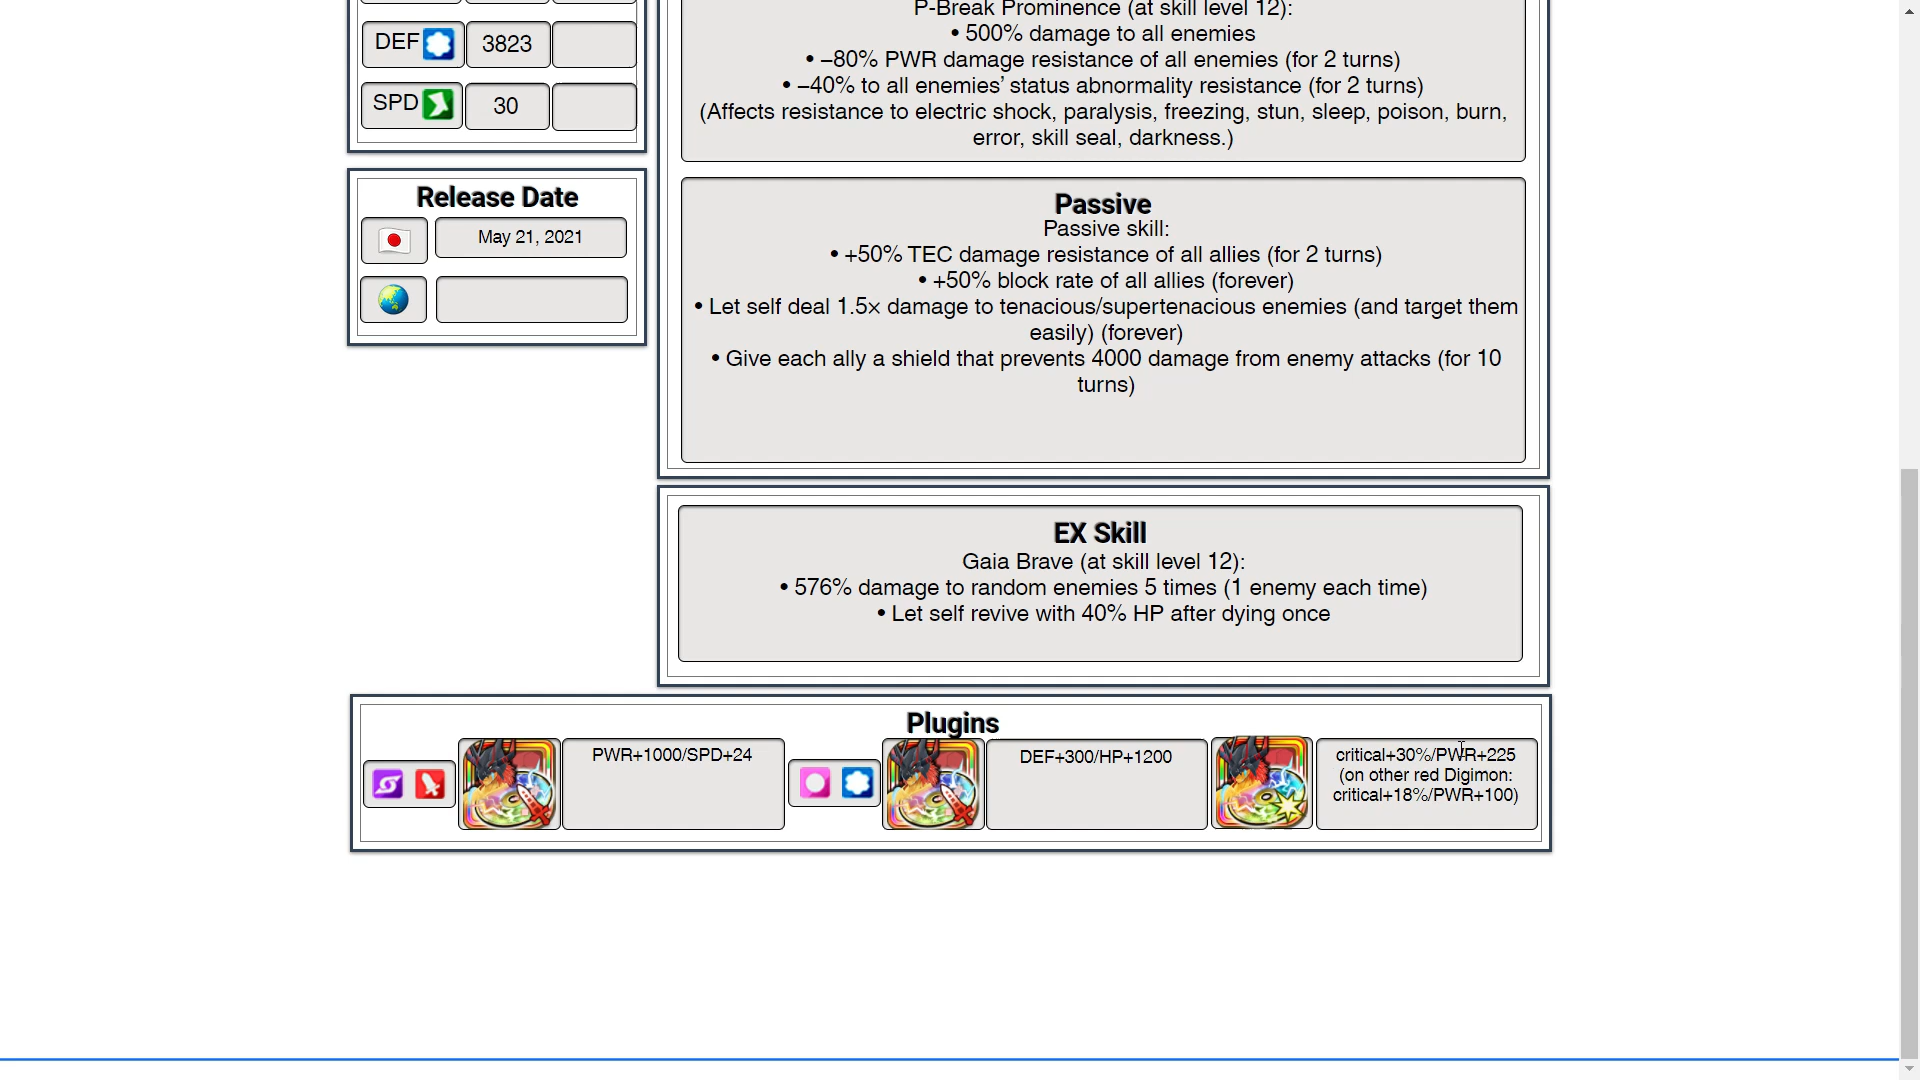 DEF 3823
SPD 30
Release Date
May 21, 2021
P-Break Prominence (at skill level 12):
• 500% damage to all enemies
• –80% PWR damage resistance of all enemies (for 2 turns)
• –40% to all enemies’ status abnormality resistance (for 2 turns)
(Affects resistance to electric shock, paralysis, freezing, stun, sleep, poison, burn,
error, skill seal, darkness.)
Passive
Passive skill:
• +50% TEC damage resistance of all allies (for 2 turns)
• +50% block rate of all allies (forever)
• Let self deal 1.5× damage to tenacious/supertenacious enemies (and target them
easily) (forever)
• Give each ally a shield that prevents 4000 damage from enemy attacks (for 10
turns)
EX Skill
Gaia Brave (at skill level 12):
• 576% damage to random enemies 5 times (1 enemy each time)
• Let self revive with 40% HP after dying once
Plugins
PWR+1000/SPD+24
DEF+300/HP+1200
critical+30%/PWR+225
(on other red Digimon:
critical+18%/PWR+100)